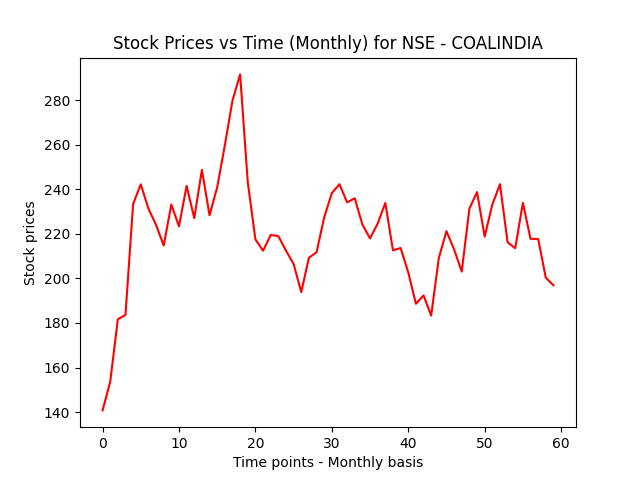 Stock Prices vs Time (Monthly) for NSE - COALINDIA
280
260
240
220
200
180
160
140
Stock prices
0 10 20 30 40 50 60
Time points - Monthly basis